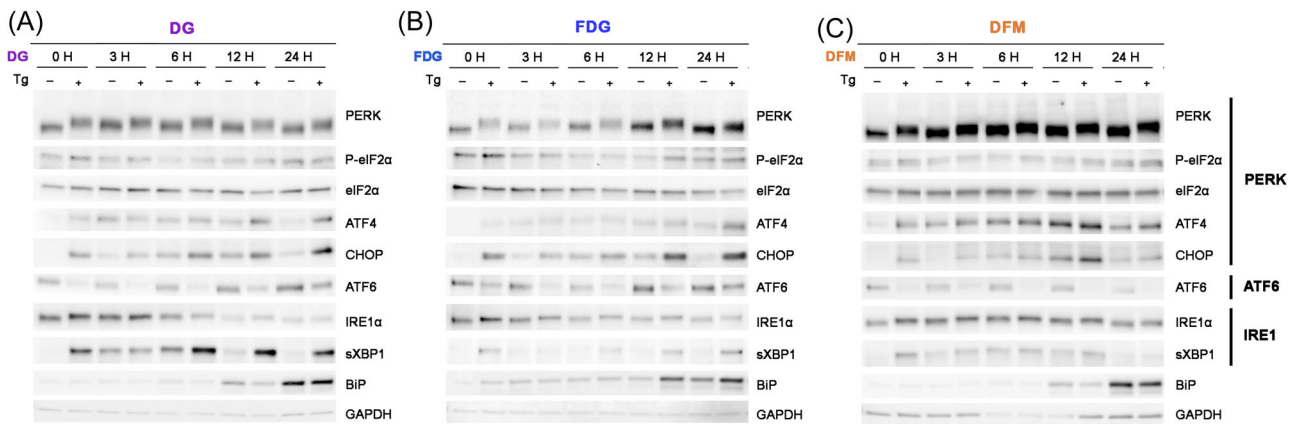 (A)
DG
DG 0 H 3 H 6 H 12 H 24 H
Tg – + – + – + – + – +
PERK
P-eIF2α
eIF2α
ATF4
CHOP
ATF6
IRE1α
sXBP1
BiP
GAPDH
(B)
FDG
FDG 0 H 3 H 6 H 12 H 24 H
Tg – + – + – + – + – +
PERK
P-eIF2α
eIF2α
ATF4
CHOP
ATF6
IRE1α
sXBP1
BiP
GAPDH
(C)
DFM
DFM 0 H 3 H 6 H 12 H 24 H
Tg – + – + – + – + – +
PERK
P-eIF2α
eIF2α
ATF4
CHOP
ATF6
IRE1α
sXBP1
BiP
GAPDH
PERK
ATF6
IRE1